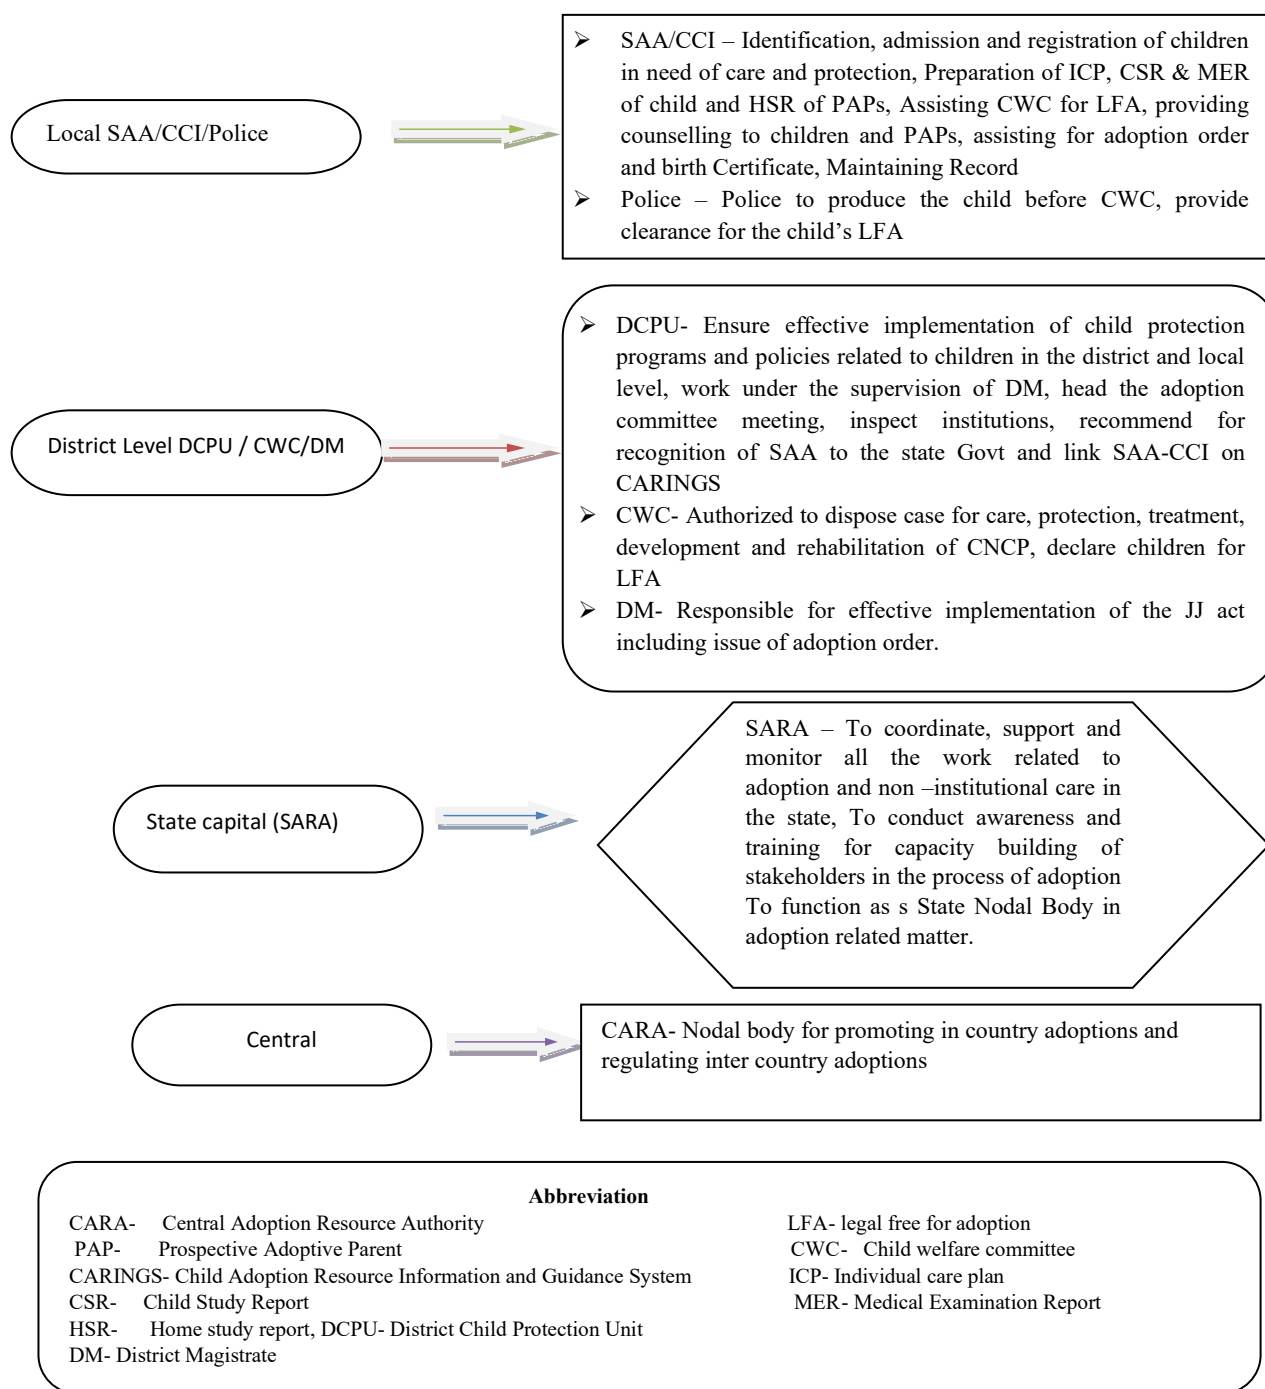 Local SAA/CCI/Police
➢ SAA/CCI – Identification, admission and registration of children
in need of care and protection, Preparation of ICP, CSR & MER
of child and HSR of PAPs, Assisting CWC for LFA, providing
counselling to children and PAPs, assisting for adoption order
and birth Certificate, Maintaining Record
➢ Police – Police to produce the child before CWC, provide
clearance for the child’s LFA
District Level DCPU / CWC/DM
➢ DCPU- Ensure effective implementation of child protection
programs and policies related to children in the district and local
level, work under the supervision of DM, head the adoption
committee meeting, inspect institutions, recommend for
recognition of SAA to the state Govt and link SAA-CCI on
CARINGS
➢ CWC- Authorized to dispose case for care, protection, treatment,
development and rehabilitation of CNCP, declare children for
LFA
➢ DM- Responsible for effective implementation of the JJ act
including issue of adoption order.
State capital (SARA)
SARA – To coordinate, support and
monitor all the work related to
adoption and non –institutional care in
the state, To conduct awareness and
training for capacity building of
stakeholders in the process of adoption
To function as s State Nodal Body in
adoption related matter.
Central
CARA- Nodal body for promoting in country adoptions and
regulating inter country adoptions
Abbreviation
CARA- Central Adoption Resource Authority
PAP- Prospective Adoptive Parent
CARINGS- Child Adoption Resource Information and Guidance System
CSR- Child Study Report
HSR- Home study report, DCPU- District Child Protection Unit
DM- District Magistrate
LFA- legal free for adoption
CWC- Child welfare committee
ICP- Individual care plan
MER- Medical Examination Report